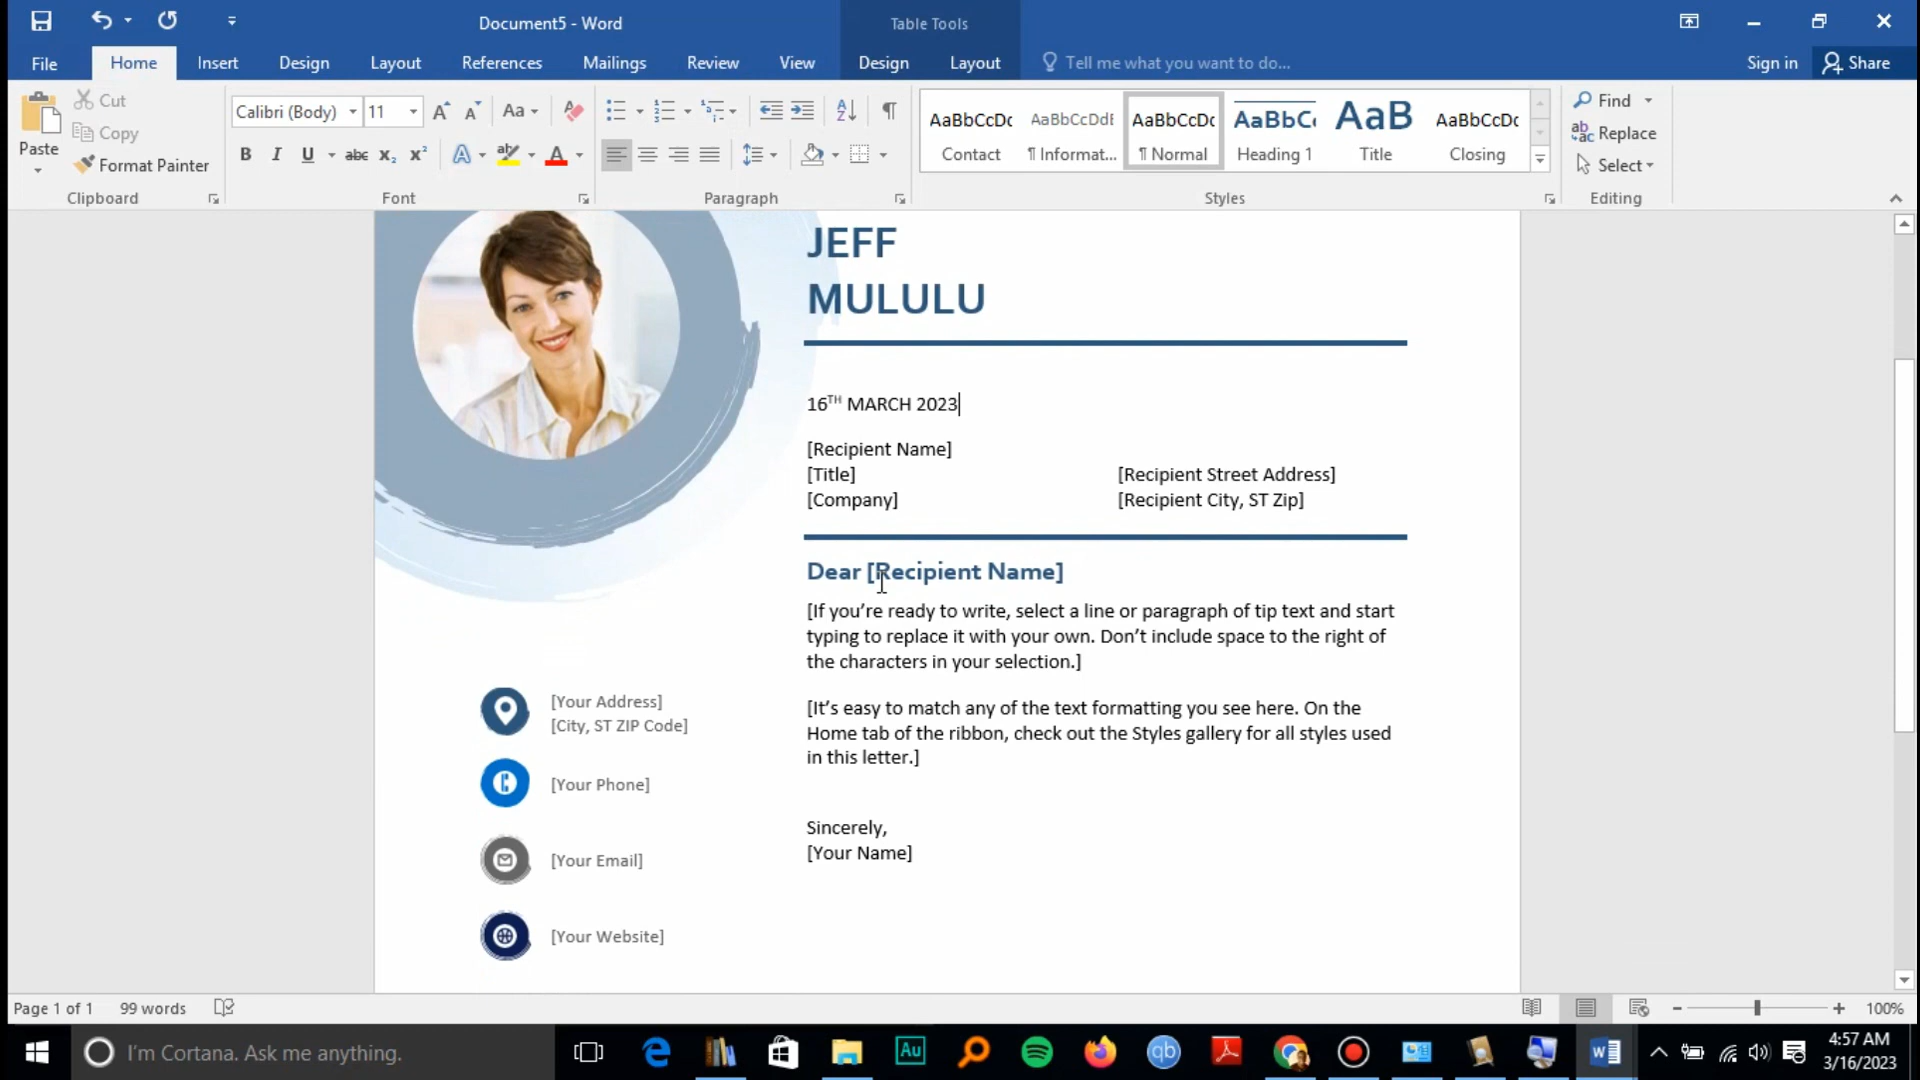 Document5 - Word
Table Tools
File
Home
Insert
Design
Layout
References
Mailings
Review
View
Design
Layout
Tell me what you want to do...
Sign in
Share
Paste
Cut
Copy
Format Painter
Clipboard
Calibri (Body)
11
Aa
B I U abc X₂ X²
A
A
Font
Paragraph
AaBbCcDc
Contact
AaBbCcDdE
¶ Informat...
AaBbCcDc
¶ Normal
AaBbCc
Heading 1
AaB
Title
AaBbCcDc
Closing
Styles
Find
Replace
Select
Editing
JEFF
MULULU
16TH MARCH 2023
[Recipient Name]
[Title]
[Recipient Street Address]
[Company]
[Recipient City, ST Zip]
Dear [Recipient Name]
[If you’re ready to write, select a line or paragraph of tip text and start
typing to replace it with your own. Don’t include space to the right of
the characters in your selection.]
[It’s easy to match any of the text formatting you see here. On the
Home tab of the ribbon, check out the Styles gallery for all styles used
in this letter.]
Sincerely,
[Your Name]
[Your Address]
[City, ST ZIP Code]
[Your Phone]
[Your Email]
[Your Website]
Page 1 of 1
99 words
100%
I'm Cortana. Ask me anything.
Au
qb
4:57 AM
3/16/2023